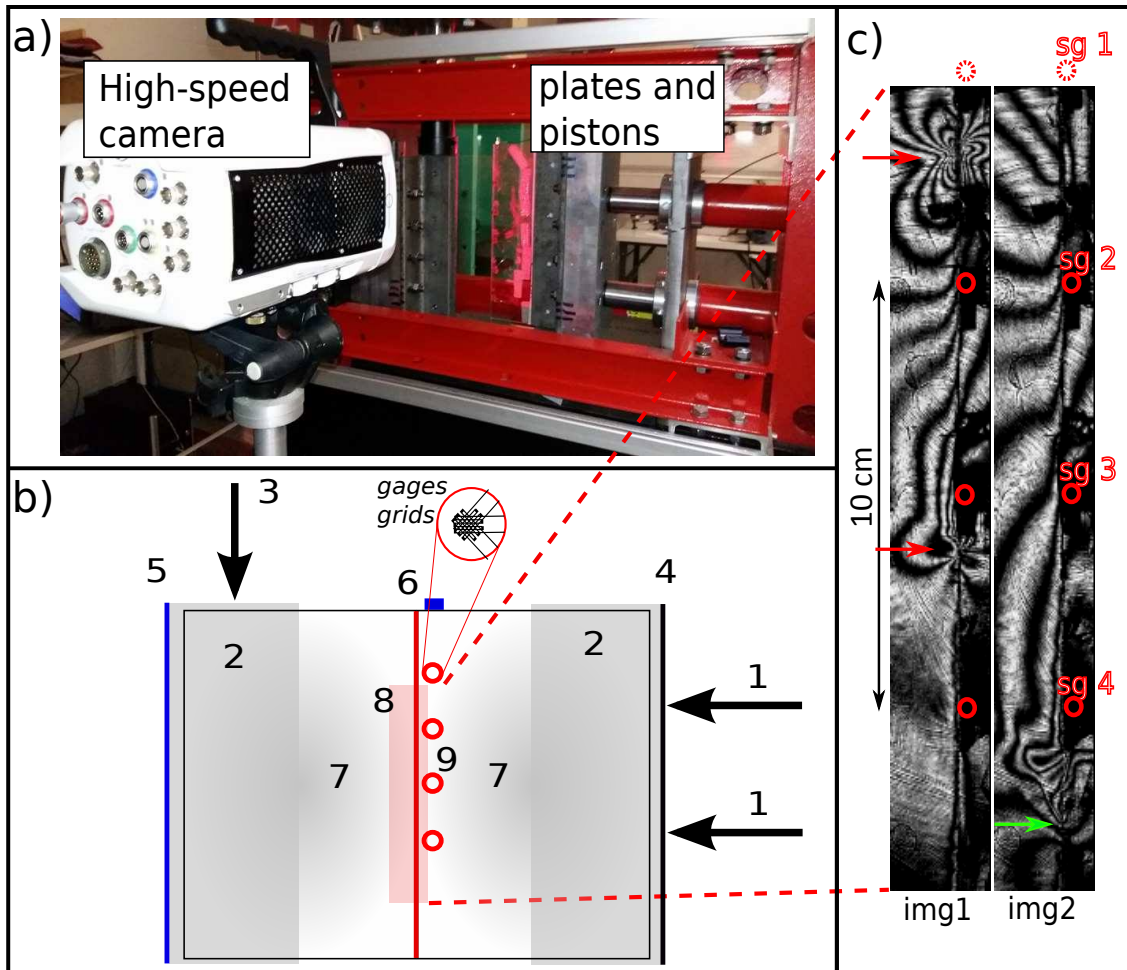 a)
High-speed
camera
plates and
pistons
b)
3
gages
grids
5
6
4
2
2
8
1
7
9
7
1
c)
sg 1
sg 2
sg 3
sg 4
10 cm
img1
img2